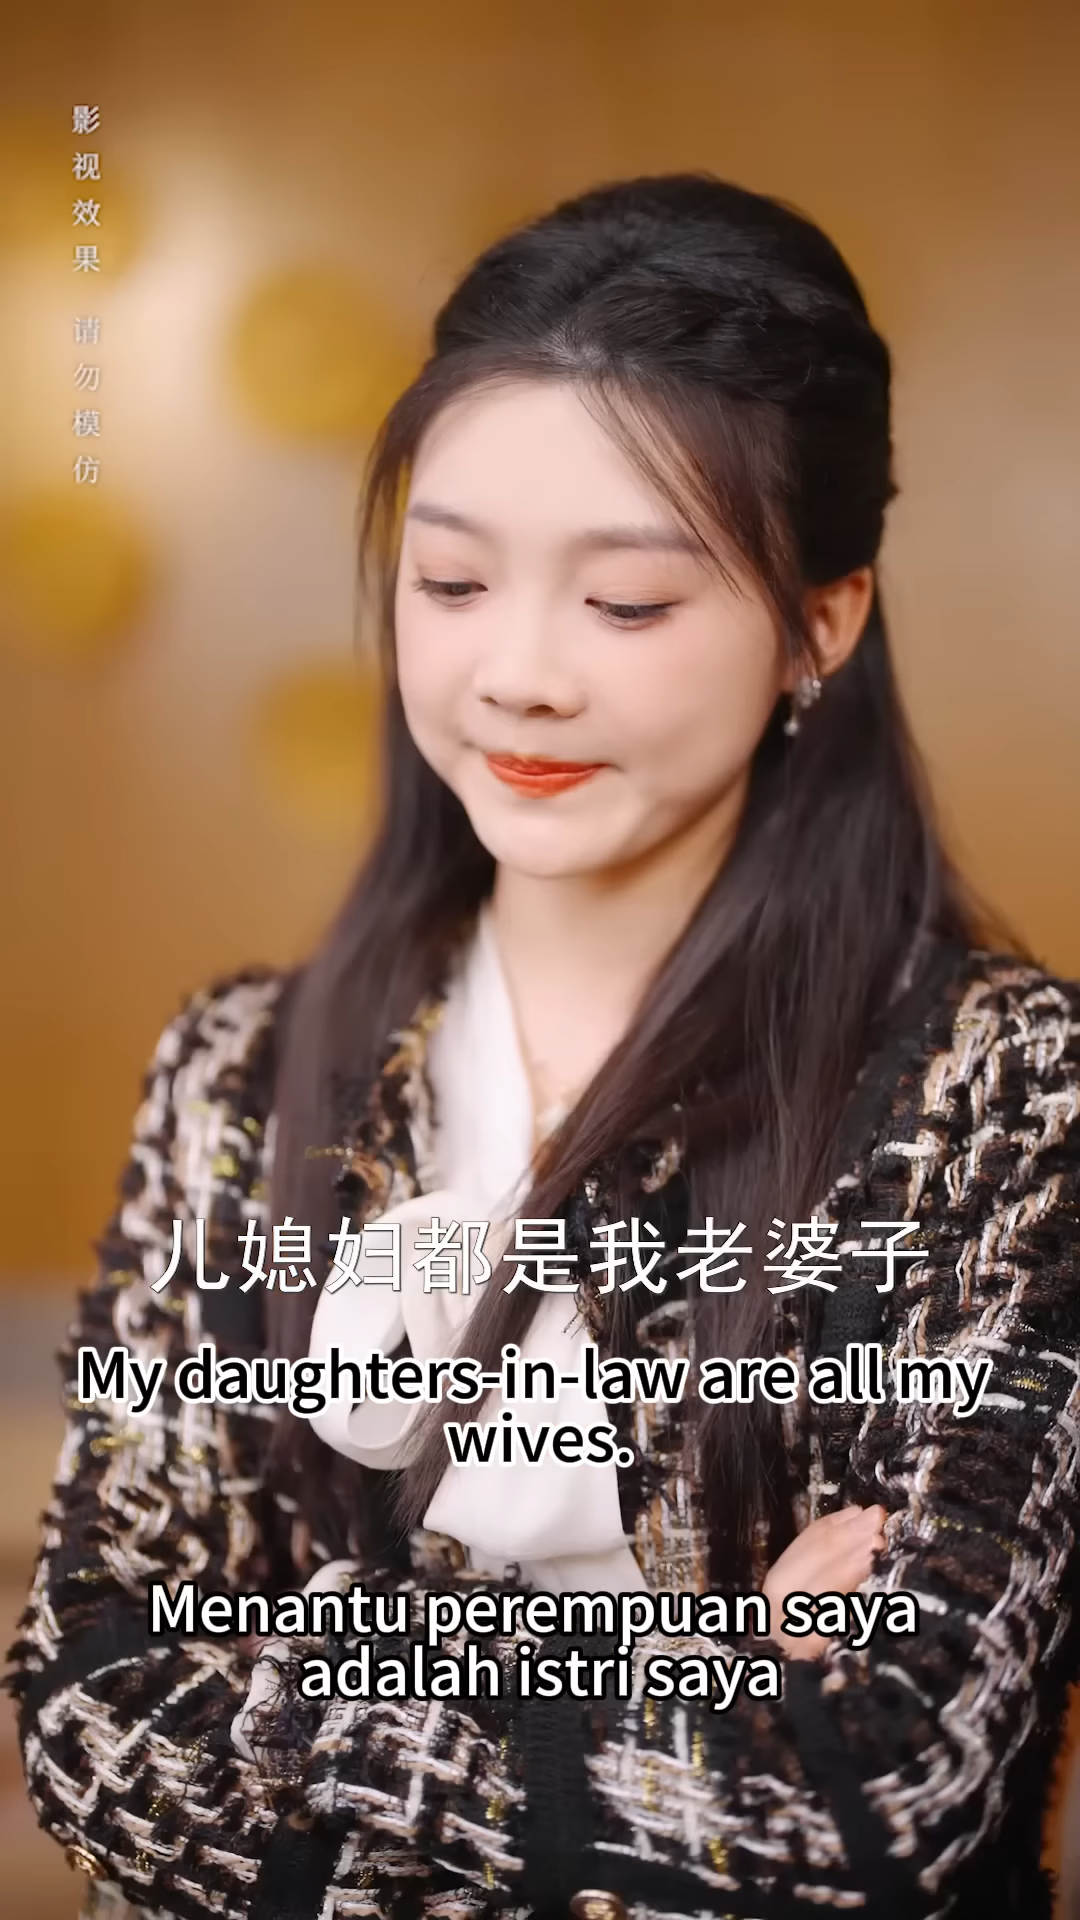 影视效果 请勿模仿
儿媳妇都是我老婆子
My daughters-in-law are all my
wives.
Menantu perempuan saya
adalah istri saya